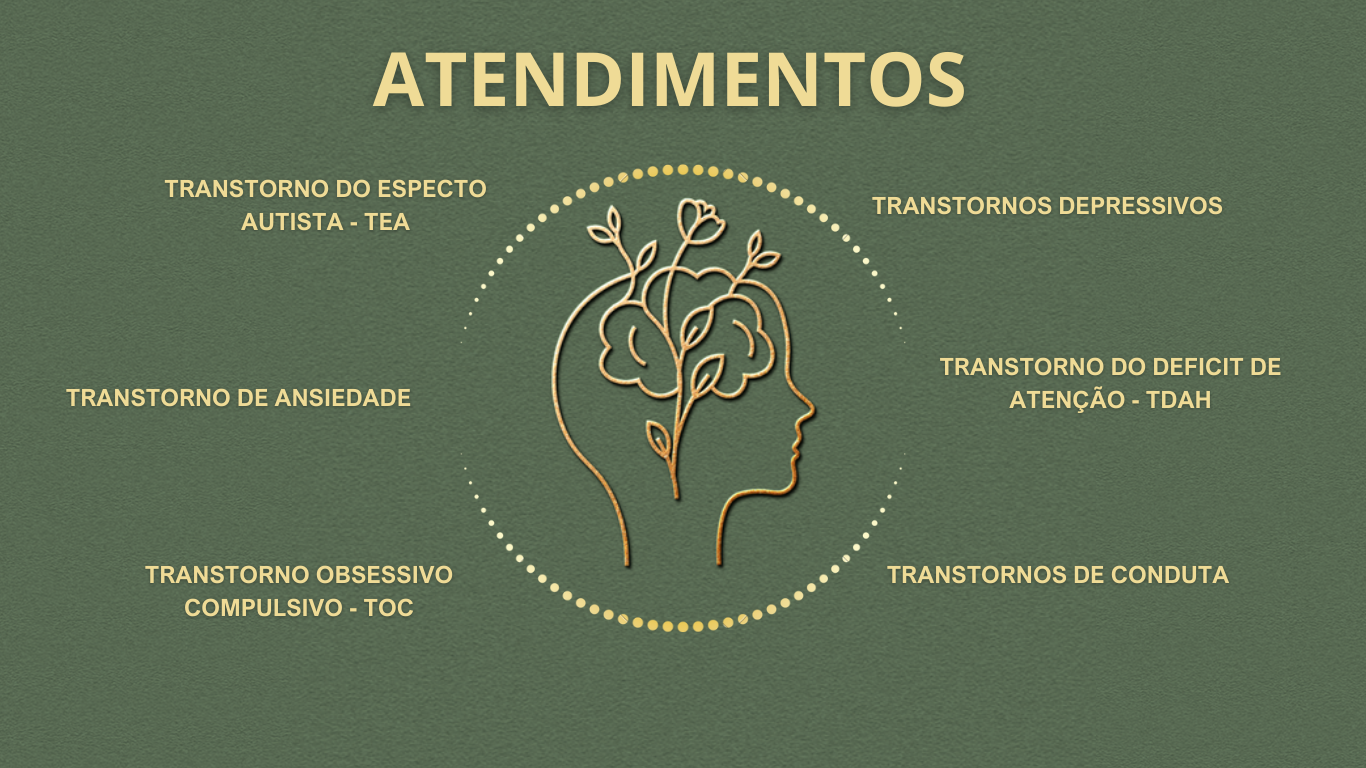 ATENDIMENTOS
TRANSTORNO DO ESPECTO
AUTISTA - TEA
TRANSTORNOS DEPRESSIVOS
TRANSTORNO DE ANSIEDADE
TRANSTORNO DO DEFICIT DE
ATENÇÃO - TDAH
TRANSTORNO OBSESSIVO
COMPULSIVO - TOC
TRANSTORNOS DE CONDUTA